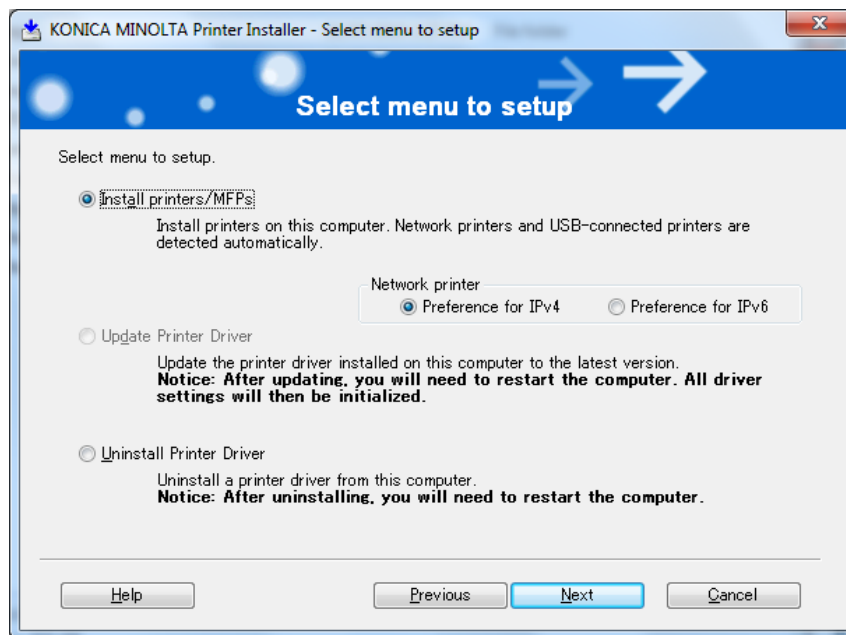 KONICA MINOLTA Printer Installer - Select menu to setup
Select menu to setup
Select menu to setup.
Install printers/MFPs
Install printers on this computer. Network printers and USB-connected printers are
detected automatically.
Network printer
Preference for IPv4
Preference for IPv6
Update Printer Driver
Update the printer driver installed on this computer to the latest version.
Notice: After updating, you will need to restart the computer. All driver
settings will then be initialized.
Uninstall Printer Driver
Uninstall a printer driver from this computer.
Notice: After uninstalling, you will need to restart the computer.
Help
Previous
Next
Cancel